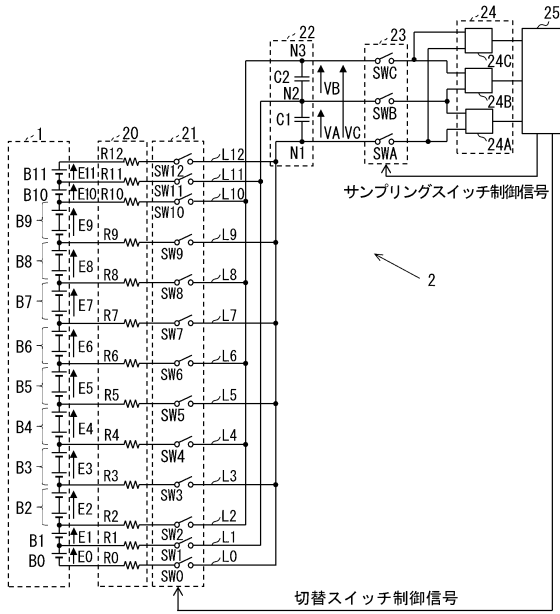 25
24
22
23
N3
24C
C2
SWC
VB
N2
24B
SWB
C1
VA VC
24A
N1
SWA
1
20
21
R12
L12
SW12
B11
E11
R11
L11
SW11
B10
E10
R10
L10
SW10
サンプリングスイッチ制御信号
B9
E9
R9
L9
SW9
B8
E8
R8
L8
SW8
2
B7
E7
R7
L7
SW7
B6
E6
R6
L6
SW6
B5
E5
R5
L5
SW5
B4
E4
R4
L4
SW4
B3
E3
R3
L3
SW3
B2
E2
R2
L2
SW2
B1
E1
R1
L1
SW1
B0
E0
R0
L0
SW0
切替スイッチ制御信号